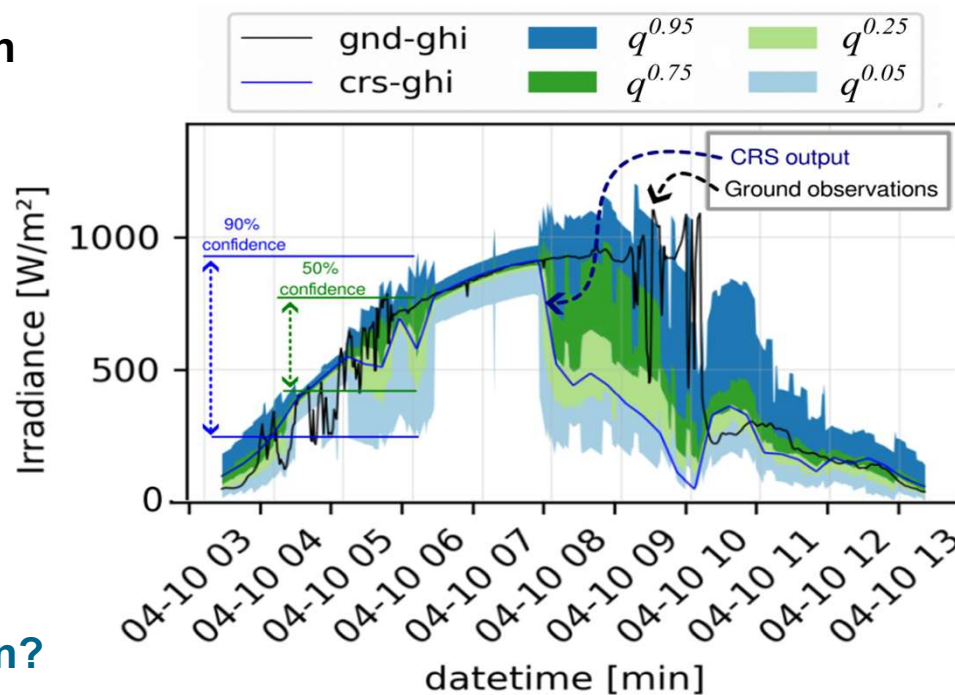 n
gnd-ghi
crs-ghi
q^0.95
q^0.75
q^0.25
q^0.05
CRS output
Ground observations
90%
confidence
50%
confidence
Irradiance [W/m²]
1000
500
0
04-10 03
04-10 04
04-10 05
04-10 06
04-10 07
04-10 08
04-10 09
04-10 10
04-10 11
04-10 12
04-10 13
datetime [min]
n?